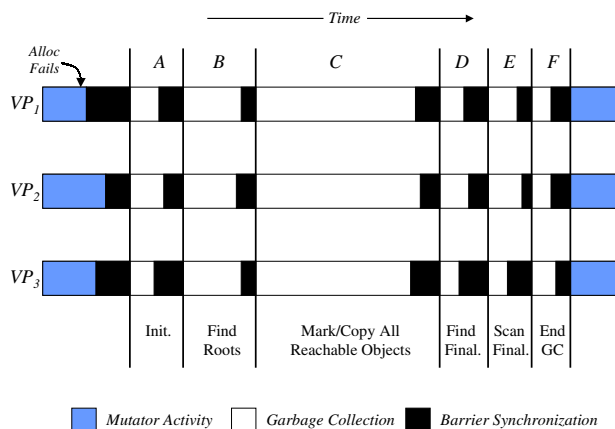 Time
Alloc
Fails
A B C D E F
VP1
VP2
VP3
Init.
Find
Roots
Mark/Copy All
Reachable Objects
Find
Final.
Scan
Final.
End
GC
Mutator Activity Garbage Collection Barrier Synchronization